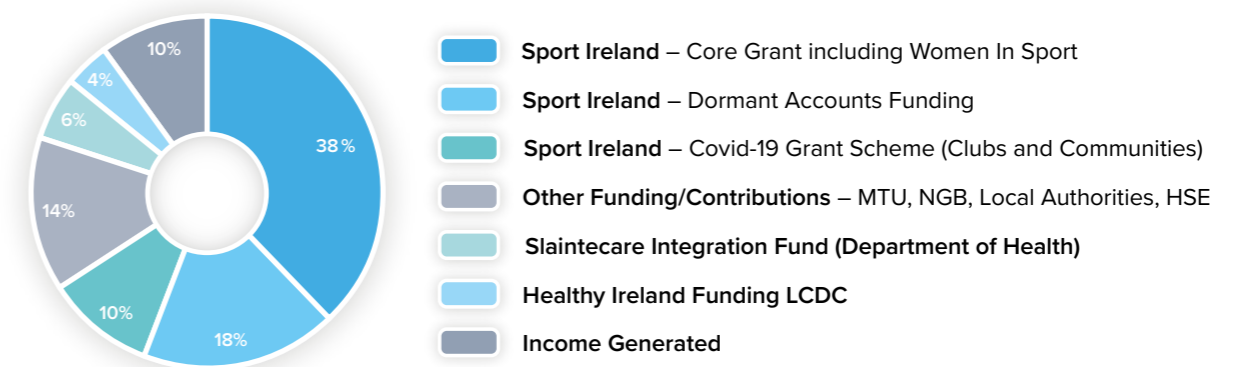 10%
4%
6%
38%
14%
10%
18%
Sport Ireland – Core Grant including Women In Sport
Sport Ireland – Dormant Accounts Funding
Sport Ireland – Covid-19 Grant Scheme (Clubs and Communities)
Other Funding/Contributions – MTU, NGB, Local Authorities, HSE
Slaintecare Integration Fund (Department of Health)
Healthy Ireland Funding LCDC
Income Generated